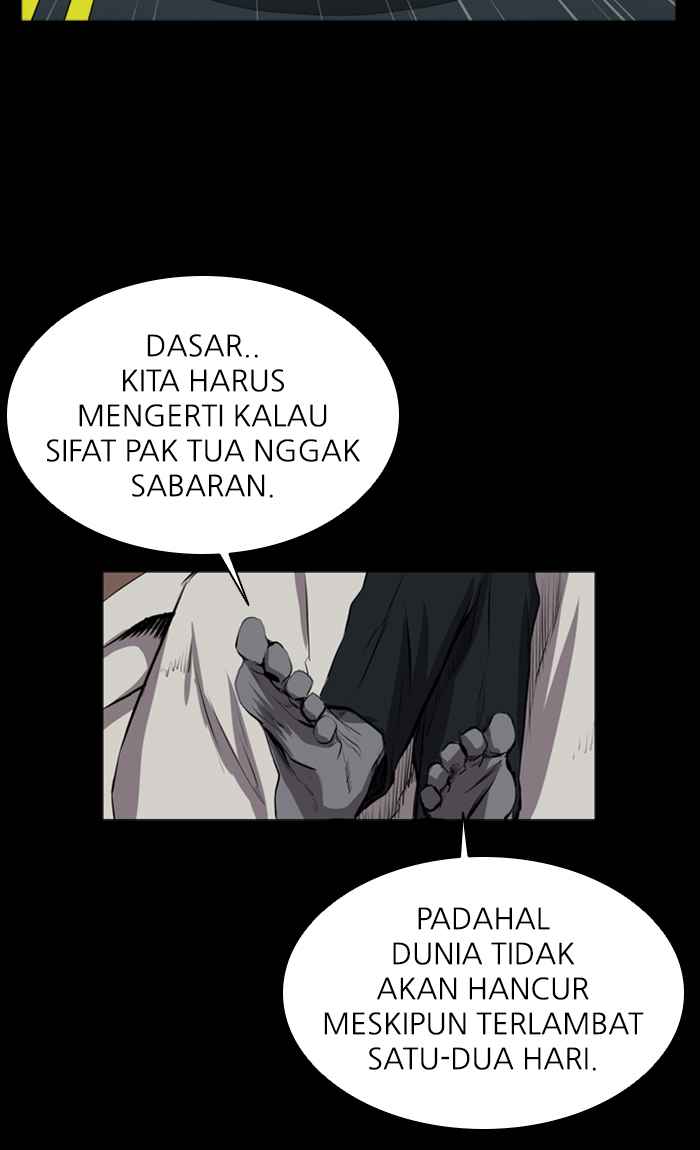 DASAR..
KITA HARUS
MENGERTI KALAU
SIFAT PAK TUA NGGAK
SABARAN.
PADAHAL
DUNIA TIDAK
AKAN HANCUR
MESKIPUN TERLAMBAT
SATU-DUA HARI.